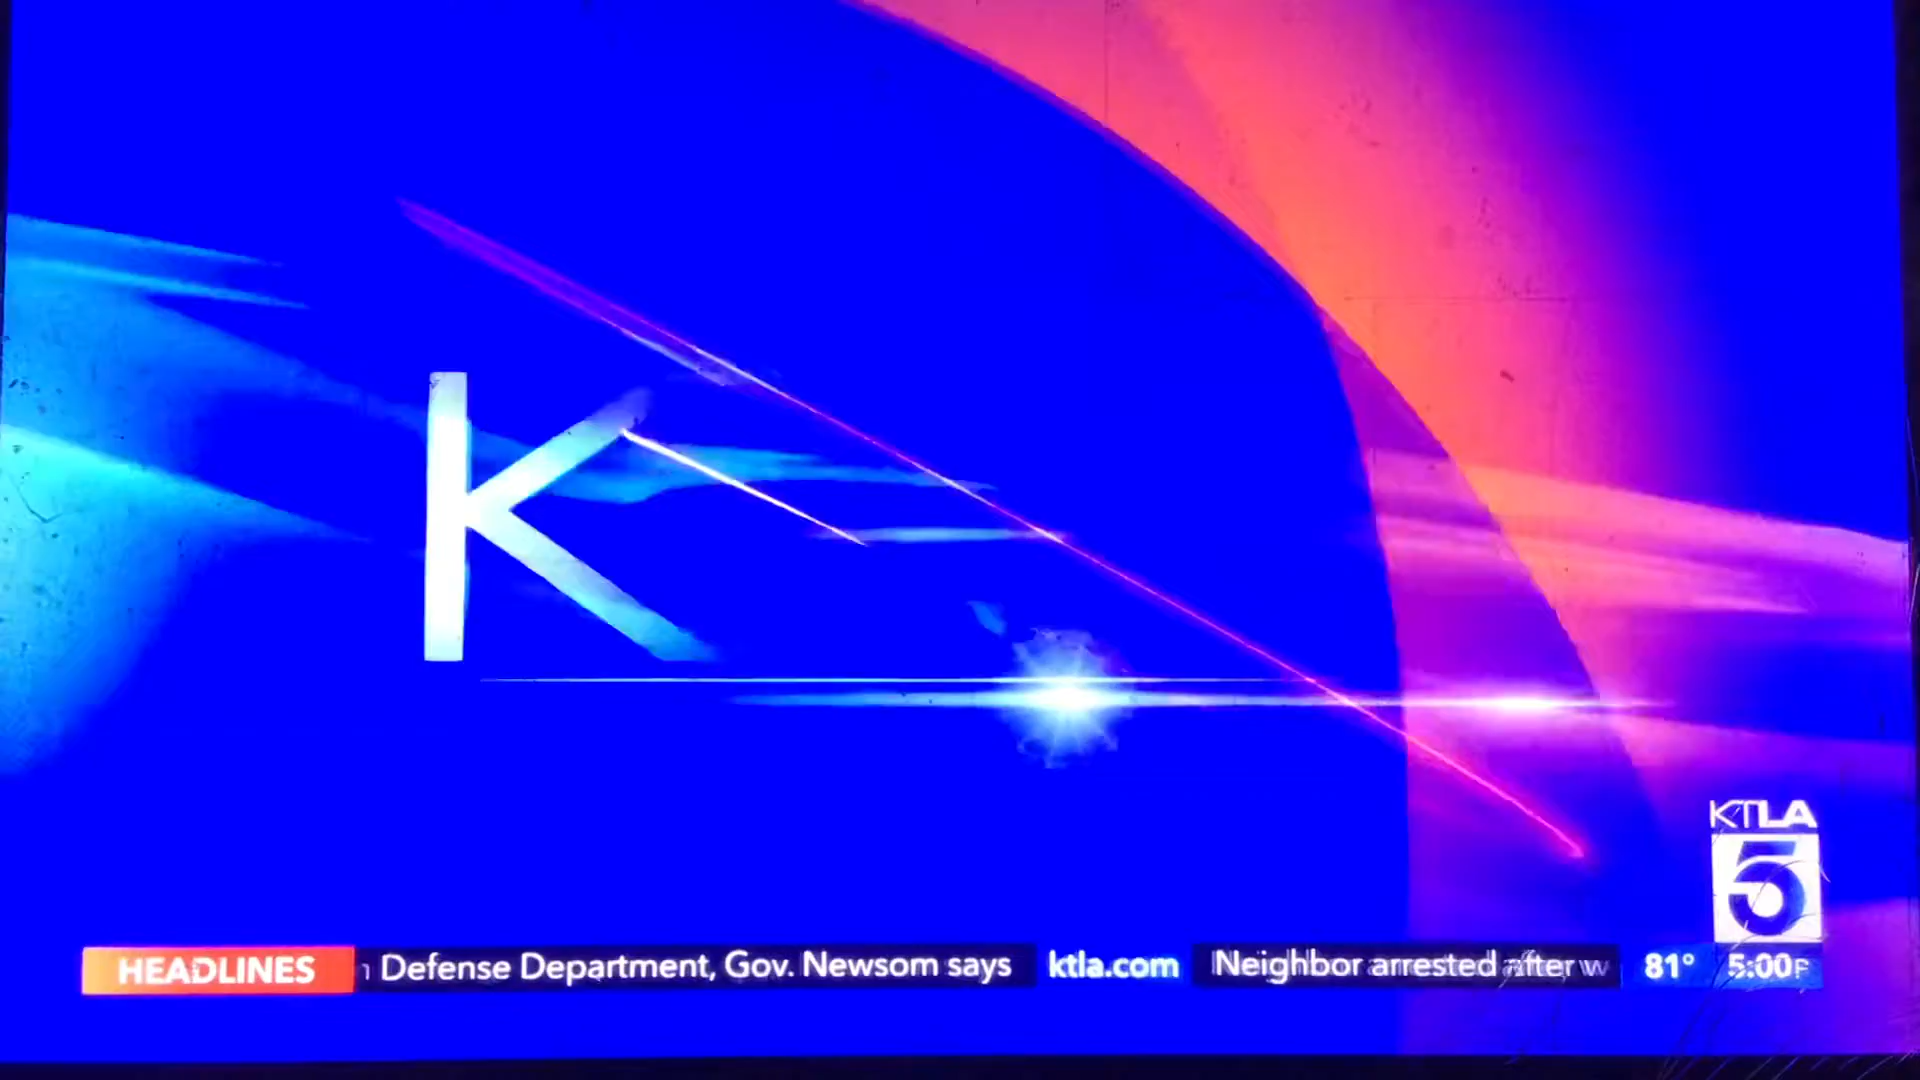 K
KTLA
5
HEADLINES Defense Department, Gov. Newsom says ktla.com Neighbor arrested after 81° 5:00